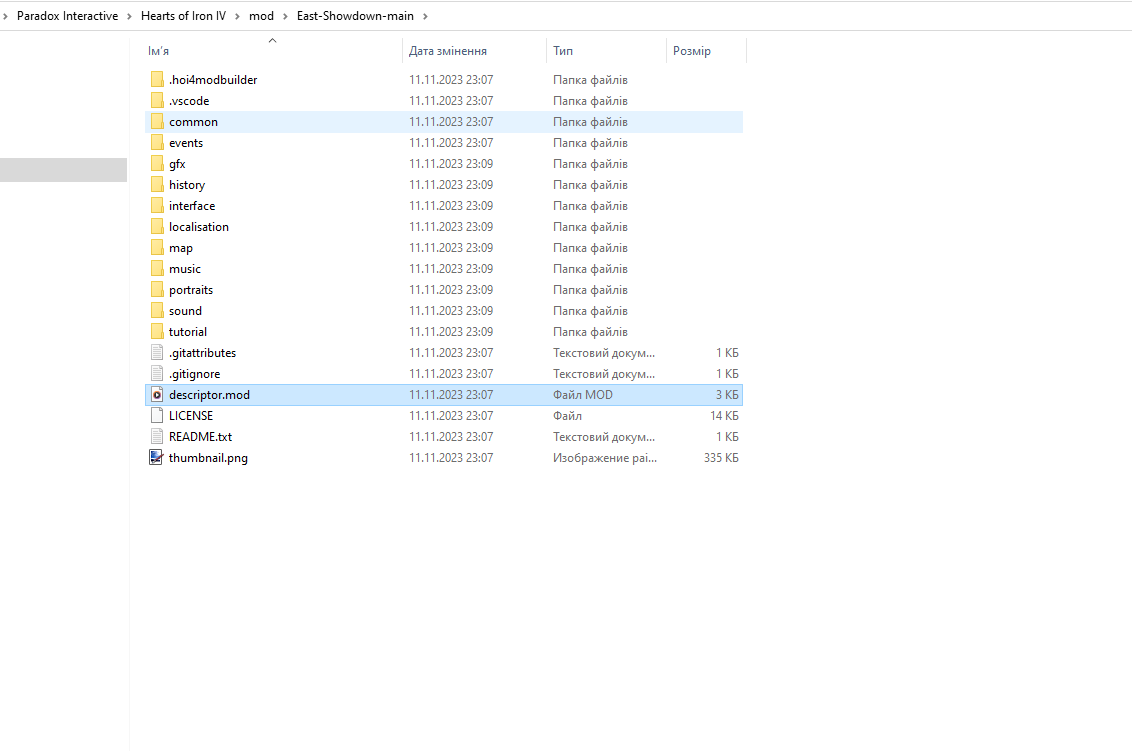 Paradox Interactive > Hearts of Iron IV > mod > East-Showdown-main >
Ім'я Дата змінення Тип Розмір
.hoi4modbuilder 11.11.2023 23:07 Папка файлів
.vscode 11.11.2023 23:07 Папка файлів
common 11.11.2023 23:07 Папка файлів
events 11.11.2023 23:07 Папка файлів
gfx 11.11.2023 23:09 Папка файлів
history 11.11.2023 23:09 Папка файлів
interface 11.11.2023 23:09 Папка файлів
localisation 11.11.2023 23:09 Папка файлів
map 11.11.2023 23:09 Папка файлів
music 11.11.2023 23:09 Папка файлів
portraits 11.11.2023 23:09 Папка файлів
sound 11.11.2023 23:09 Папка файлів
tutorial 11.11.2023 23:09 Папка файлів
.gitattributes 11.11.2023 23:07 Текстовий докум... 1 КБ
.gitignore 11.11.2023 23:07 Текстовий докум... 1 КБ
descriptor.mod 11.11.2023 23:07 Файл MOD 3 КБ
LICENSE 11.11.2023 23:07 Файл 14 КБ
README.txt 11.11.2023 23:07 Текстовий докум... 1 КБ
thumbnail.png 11.11.2023 23:07 Изображение pai... 335 КБ